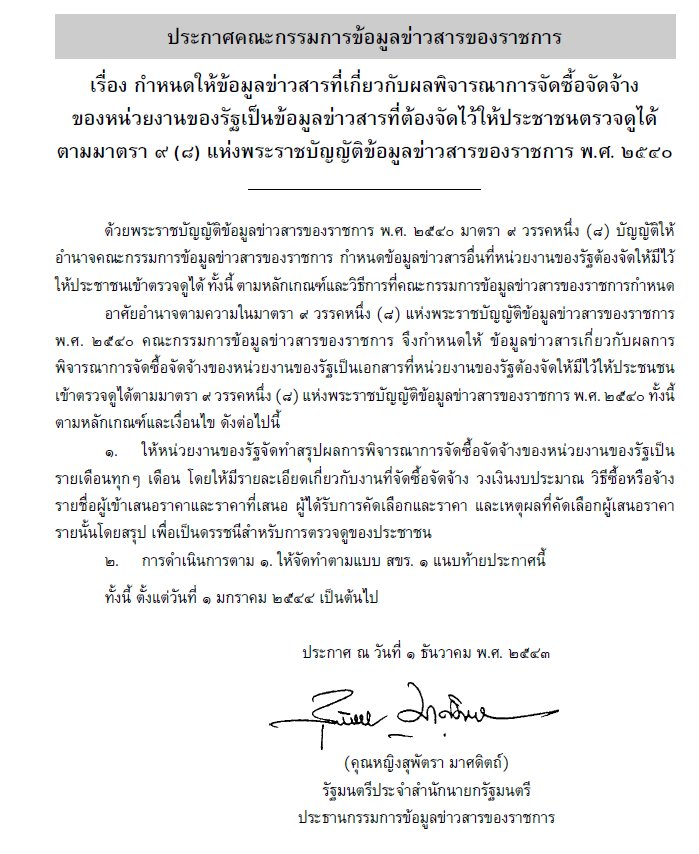 ประกาศคณะกรรมการข้อมูลข่าวสารของราชการ
เรื่อง กำหนดให้ข้อมูลข่าวสารที่เกี่ยวกับผลพิจารณาการจัดซื้อจัดจ้าง
ของหน่วยงานของรัฐเป็นข้อมูลข่าวสารที่ต้องจัดไว้ให้ประชาชนตรวจดูได้
ตามมาตรา ๙ (๘) แห่งพระราชบัญญัติข้อมูลข่าวสารของราชการ พ.ศ. ๒๕๔๐
ด้วยพระราชบัญญัติข้อมูลข่าวสารของราชการ พ.ศ. ๒๕๔๐ มาตรา ๙ วรรคหนึ่ง (๘) บัญญัติให้
อำนาจคณะกรรมการข้อมูลข่าวสารของราชการ กำหนดข้อมูลข่าวสารอื่นที่หน่วยงานของรัฐต้องจัดให้มีไว้
ให้ประชาชนเข้าตรวจดูได้ ทั้งนี้ ตามหลักเกณฑ์และวิธีการที่คณะกรรมการข้อมูลข่าวสารของราชการกำหนด
อาศัยอำนาจตามความในมาตรา ๙ วรรคหนึ่ง (๘) แห่งพระราชบัญญัติข้อมูลข่าวสารของราชการ
พ.ศ. ๒๕๔๐ คณะกรรมการข้อมูลข่าวสารของราชการ จึงกำหนดให้ ข้อมูลข่าวสารเกี่ยวกับผลการ
พิจารณาการจัดซื้อจัดจ้างของหน่วยงานของรัฐเป็นเอกสารที่หน่วยงานของรัฐต้องจัดให้มีไว้ให้ประชนชน
เข้าตรวจดูได้ตามมาตรา ๙ วรรคหนึ่ง (๘) แห่งพระราชบัญญัติข้อมูลข่าวสารของราชการ พ.ศ. ๒๕๔๐ ทั้งนี้
ตามหลักเกณฑ์และเงื่อนไข ดังต่อไปนี้
๑. ให้หน่วยงานของรัฐจัดทำสรุปผลการพิจารณาการจัดซื้อจัดจ้างของหน่วยงานของรัฐเป็น
รายเดือนทุกๆ เดือน โดยให้มีรายละเอียดเกี่ยวกับงานที่จัดซื้อจัดจ้าง วงเงินงบประมาณ วิธีซื้อหรือจ้าง
รายชื่อผู้เข้าเสนอราคาและราคาที่เสนอ ผู้ได้รับการคัดเลือกและราคา และเหตุผลที่คัดเลือกผู้เสนอราคา
รายนั้นโดยสรุป เพื่อเป็นดรรชนีสำหรับการตรวจดูของประชาชน
๒. การดำเนินการตาม ๑. ให้จัดทำตามแบบ สขร. ๑ แนบท้ายประกาศนี้
ทั้งนี้ ตั้งแต่วันที่ ๑ มกราคม ๒๕๔๔ เป็นต้นไป
ประกาศ ณ วันที่ ๑ ธันวาคม พ.ศ. ๒๕๔๓
(คุณหญิงสุพัตรา มาศดิตถ์)
รัฐมนตรีประจำสำนักนายกรัฐมนตรี
ประธานกรรมการข้อมูลข่าวสารของราชการ